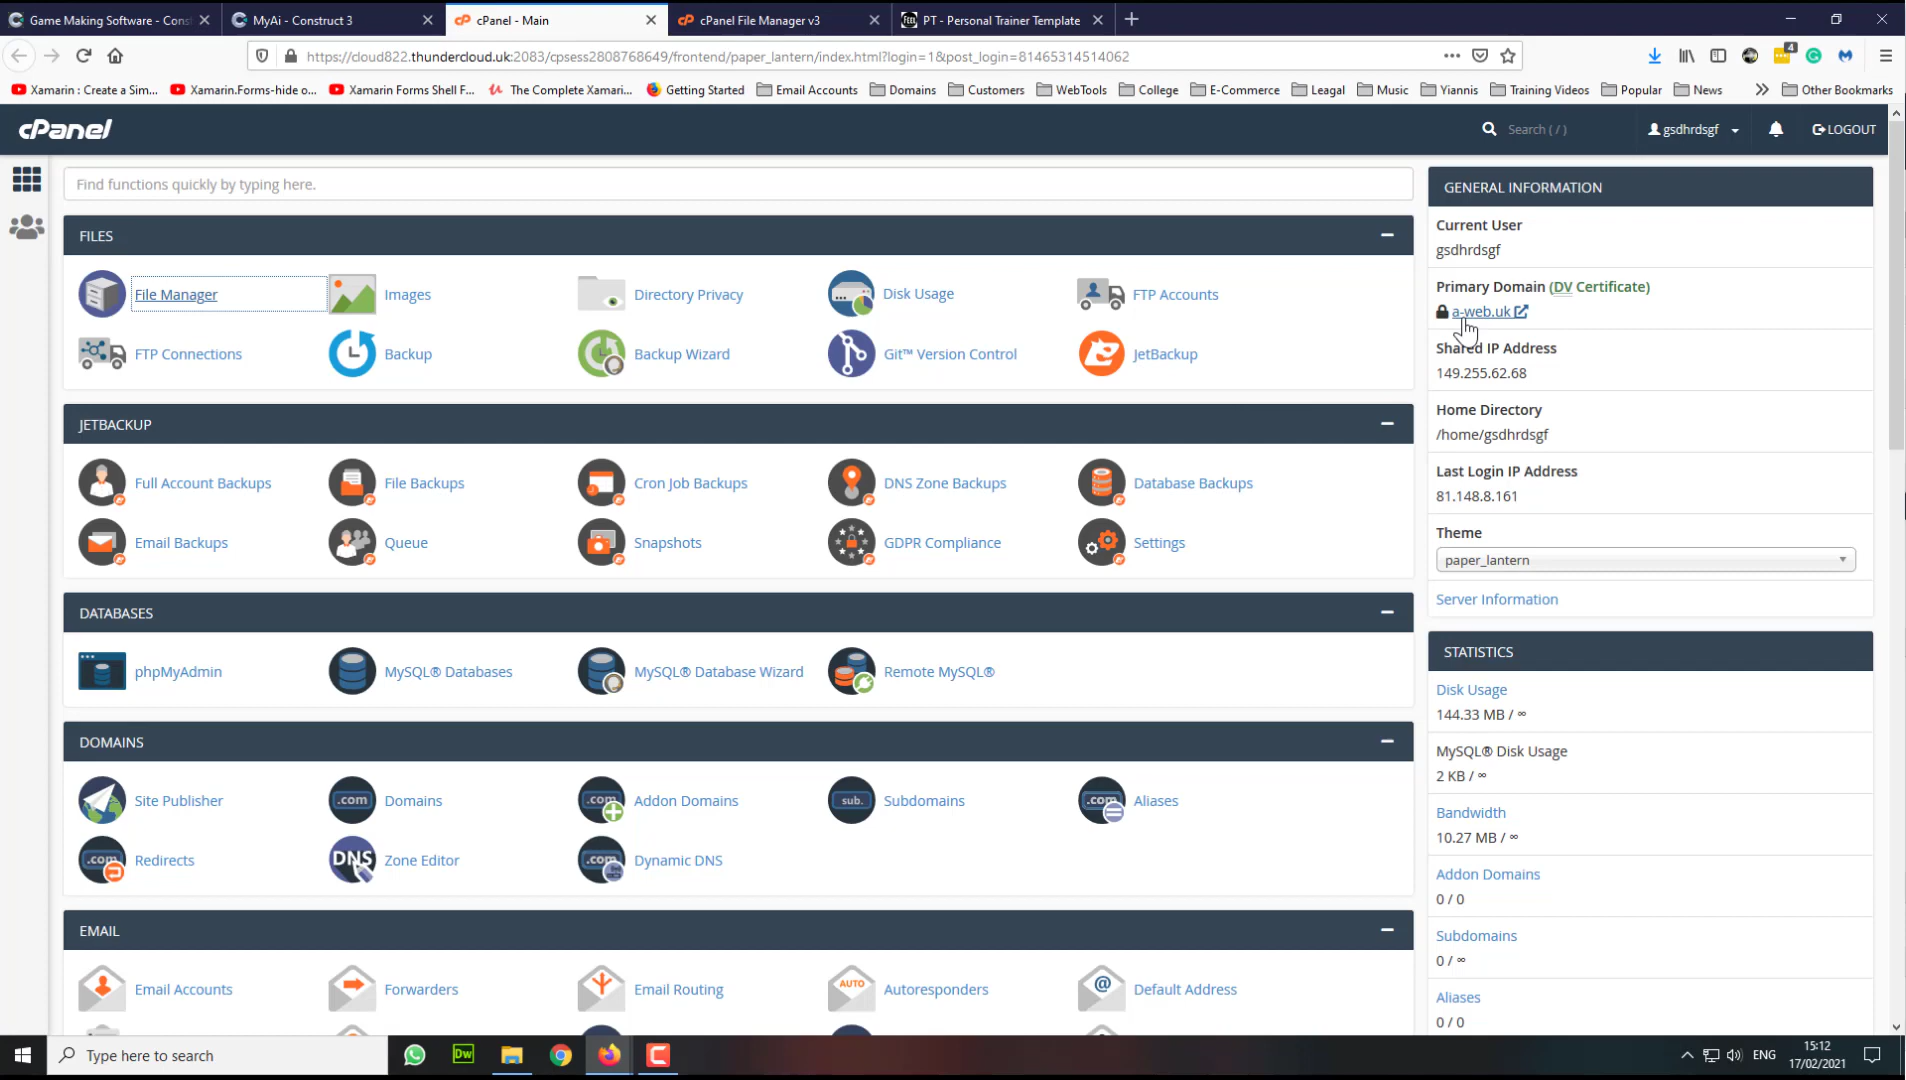 Game Making Software - Cons
MyAi - Construct 3
cPanel - Main
cPanel File Manager v3
PT - Personal Trainer Template
https://cloud822.thundercloud.uk:2083/cpsess2808768649/frontend/paper_lantern/index.html?login=1&post_login=81465314514062
4
Xamarin : Create a Sim...
Xamarin.Forms-hide o...
Xamarin Forms Shell F...
The Complete Xamari...
Getting Started
Email Accounts
Domains
Customers
WebTools
College
E-Commerce
Leagal
Music
Yiannis
Training Videos
Popular
News
Other Bookmarks
cPanel
Search ( / )
gsdhrdsgf
LOGOUT
Find functions quickly by typing here.
FILES
File Manager
Images
Directory Privacy
Disk Usage
FTP Accounts
FTP Connections
Backup
Backup Wizard
Git™ Version Control
JetBackup
JETBACKUP
Full Account Backups
File Backups
Cron Job Backups
DNS Zone Backups
Database Backups
Email Backups
Queue
Snapshots
GDPR Compliance
Settings
DATABASES
phpMyAdmin
MySQL® Databases
MySQL® Database Wizard
Remote MySQL®
DOMAINS
Site Publisher
.com
Domains
.com
Addon Domains
sub.
Subdomains
.com
Aliases
.com
Redirects
DNS
Zone Editor
.com
Dynamic DNS
EMAIL
Email Accounts
Forwarders
Email Routing
AUTO
Autoresponders
@
Default Address
GENERAL INFORMATION
Current User
gsdhrdsgf
Primary Domain (DV Certificate)
a-web.uk
Shared IP Address
149.255.62.68
Home Directory
/home/gsdhrdsgf
Last Login IP Address
81.148.8.161
Theme
paper_lantern
Server Information
STATISTICS
Disk Usage
144.33 MB / ∞
MySQL® Disk Usage
2 KB / ∞
Bandwidth
10.27 MB / ∞
Addon Domains
0 / 0
Subdomains
0 / ∞
Aliases
0 / 0
Type here to search
Dw
ENG
15:12
17/02/2021